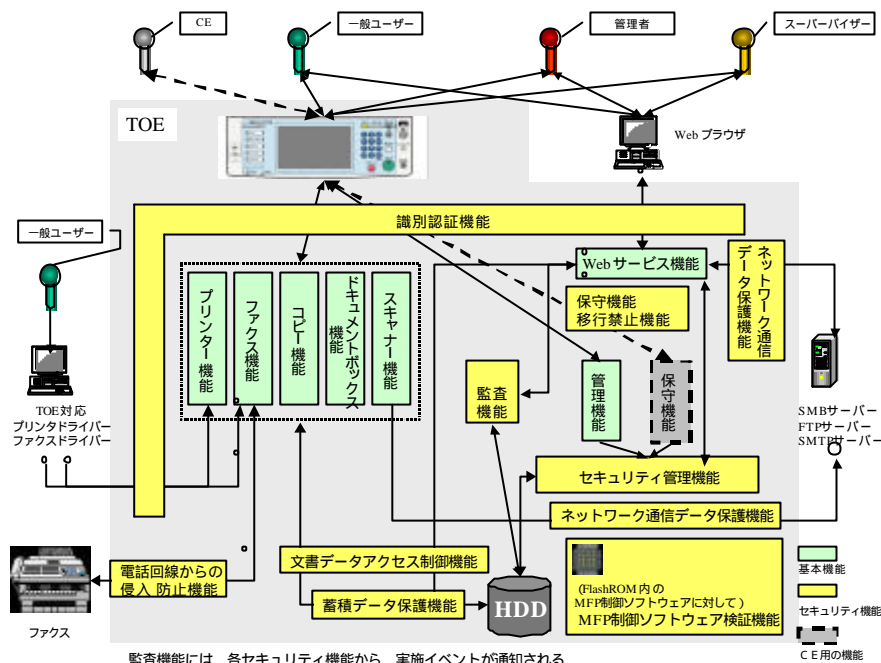 CE
一般ユーザー
管理者
スーパーバイザー
TOE
Web ブラウザ
識別認証機能
一般ユーザー
Webサービス機能
ネットワーク通信
データ保護機能
プリンター機能
ファクス機能
コピー機能
ドキュメントボックス
機能
スキャナー機能
保守機能
移行禁止機能
監査
機能
管理機能
保守機能
TOE対応
プリンタドライバー
ファクスドライバー
SMBサーバー
FTPサーバー
SMTPサーバー
セキュリティ管理機能
ネットワーク通信データ保護機能
電話回線からの
侵入 防止機能
文書データアクセス制御機能
蓄積データ保護機能
HDD
(FlashROM 内の
MFP制御ソフトウェアに対して )
MFP制御ソフトウェア検証機能
基本機能
セキュリティ機能
CE用の機能
ファクス
監査機能には 各セキュリティ機能から 実施イベントが通知される